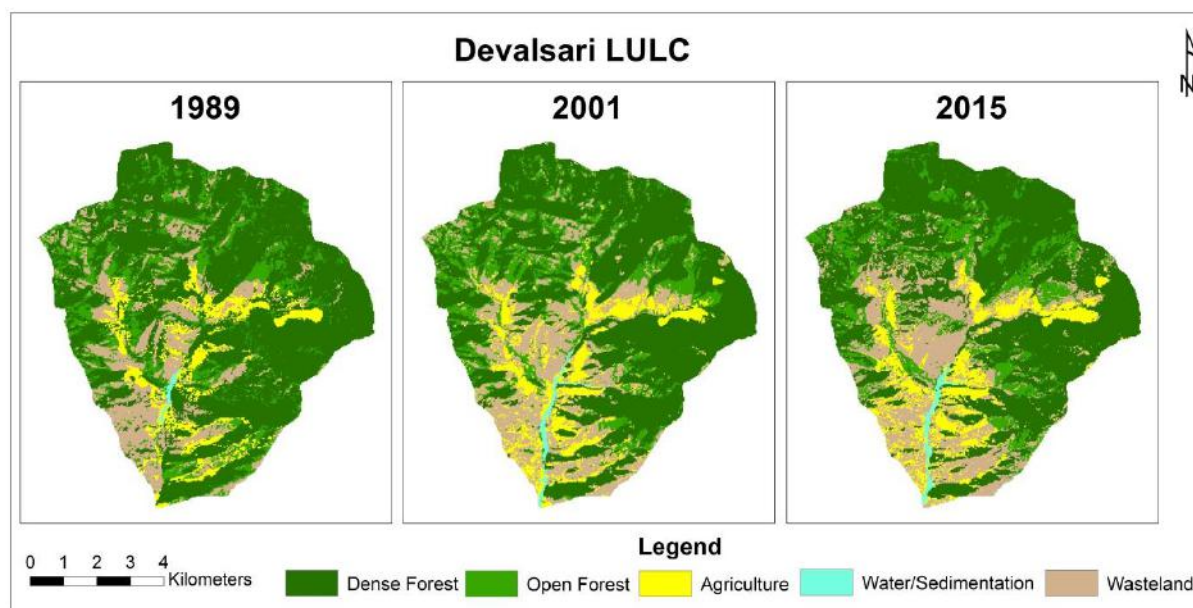 Devalsari LULC
N
1989 2001 2015
Legend
0 1 2 3 4
Kilometers
Dense Forest Open Forest Agriculture Water/Sedimentation Wasteland